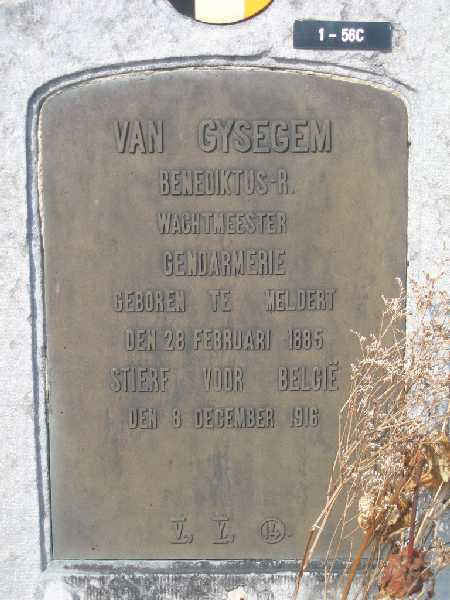 1 - 56C
VAN GYSEGEM
BENEDIKTUS-R.
WACHTMEESTER
GENDARMERIE
GEBOREN TE MELDERT
DEN 28 FEBRUARI 1885
STIERF VOOR BELGIË
DEN 8 DECEMBER 1916